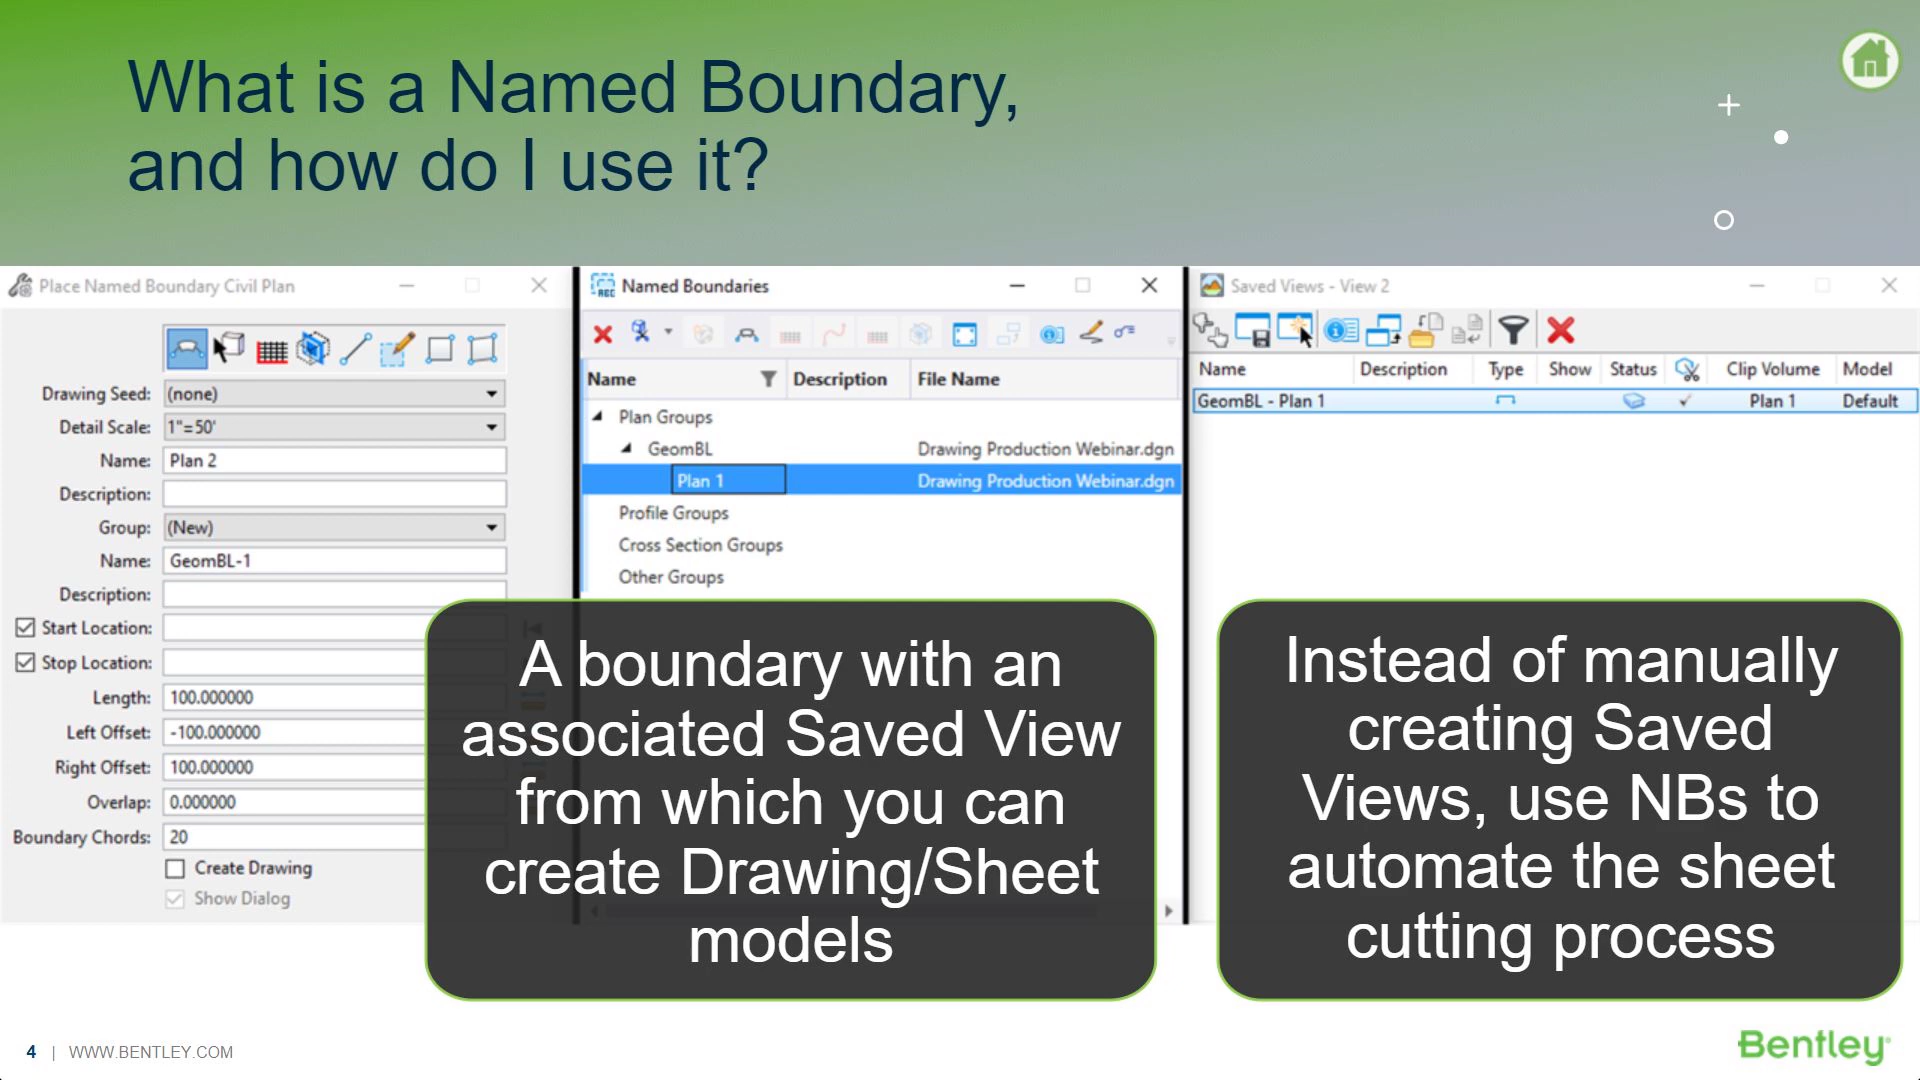 What is a Named Boundary,
and how do I use it?
Place Named Boundary Civil Plan
Drawing Seed: (none)
Detail Scale: 1"=50'
Name: Plan 2
Description:
Group: (New)
Name: GeomBL-1
Description:
Start Location:
Stop Location:
Length: 100.000000
Left Offset: -100.000000
Right Offset: 100.000000
Overlap: 0.000000
Boundary Chords: 20
Create Drawing
Show Dialog
Named Boundaries
Name Description File Name
Plan Groups
GeomBL Drawing Production Webinar.dgn
Plan 1 Drawing Production Webinar.dgn
Profile Groups
Cross Section Groups
Other Groups
Saved Views - View 2
Name Description Type Show Status Clip Volume Model
GeomBL - Plan 1 Plan 1 Default
A boundary with an
associated Saved View
from which you can
create Drawing/Sheet
models
Instead of manually
creating Saved
Views, use NBs to
automate the sheet
cutting process
4 | WWW.BENTLEY.COM
Bentley